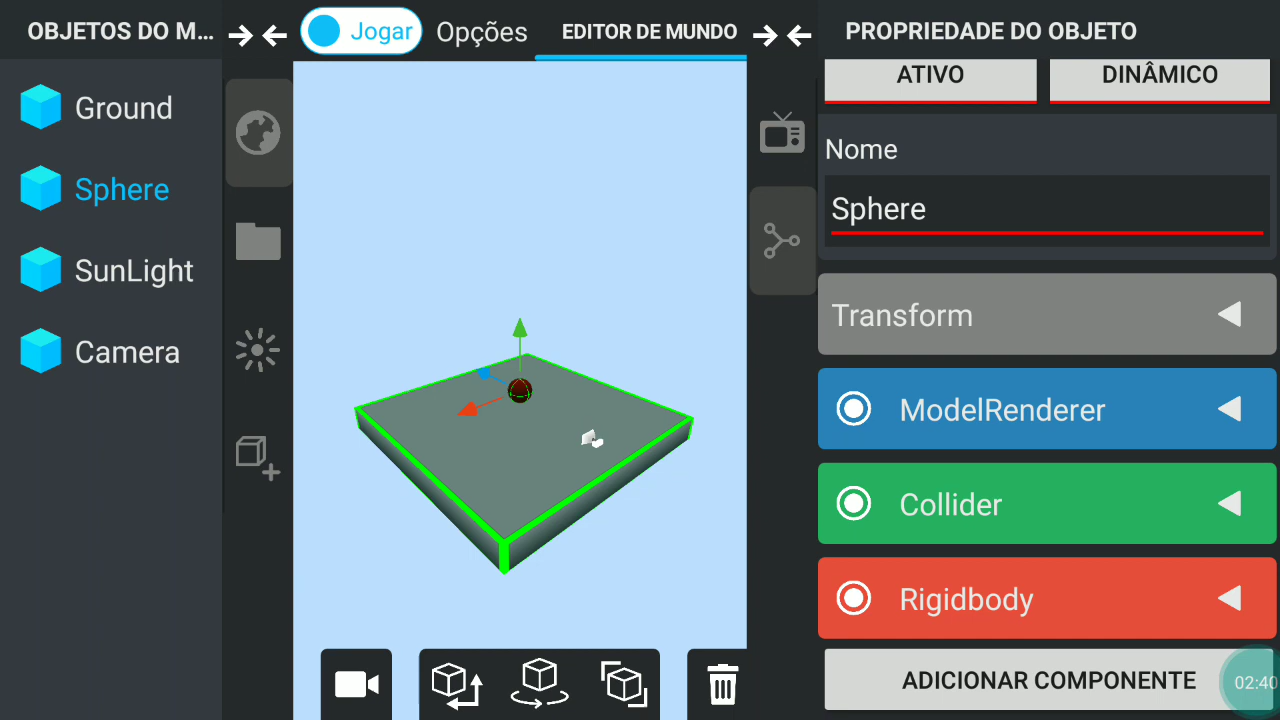 OBJETOS DO M...
Ground
Sphere
SunLight
Camera
Jogar
Opções
EDITOR DE MUNDO
PROPRIEDADE DO OBJETO
ATIVO
DINÂMICO
Nome
Sphere
Transform
ModelRenderer
Collider
Rigidbody
ADICIONAR COMPONENTE
02:40